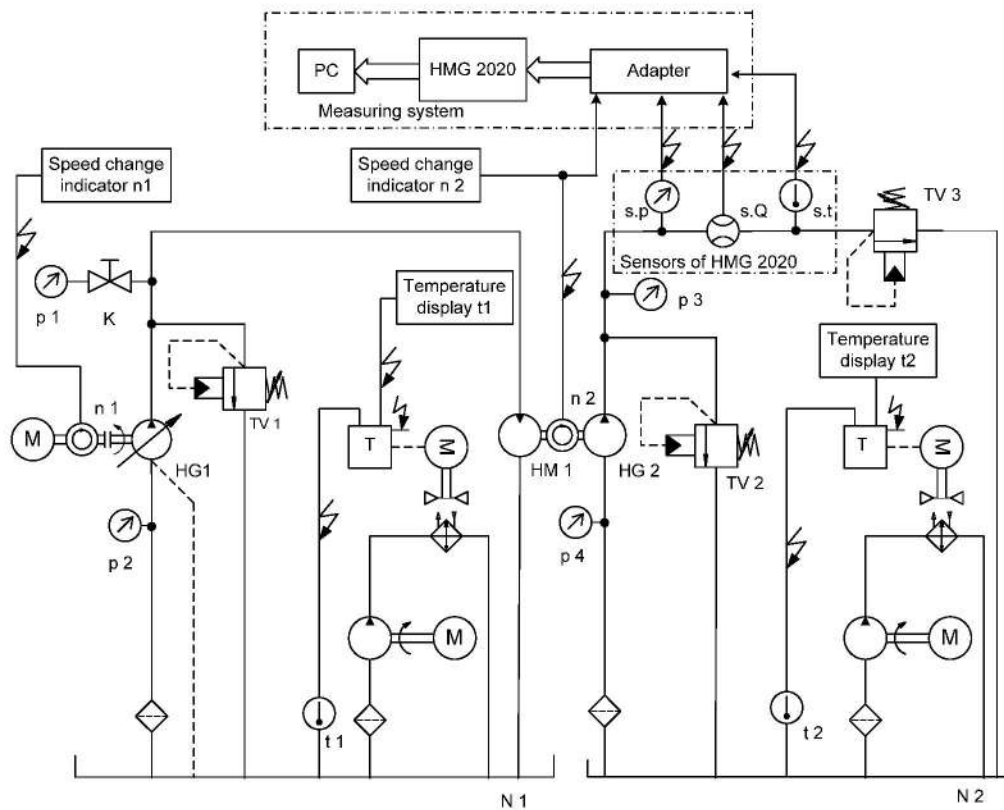 PC
HMG 2020
Adapter
Measuring system
Speed change
indicator n1
Speed change
indicator n 2
s.p
s.Q
s.t
TV 3
Sensors of HMG 2020
p 1
K
Temperature
display t1
p 3
Temperature
display t2
n 1
M
HG1
TV 1
T
M
n 2
HM 1
HG 2
TV 2
T
M
p 2
p 4
M
M
t 1
t 2
N 1
N 2